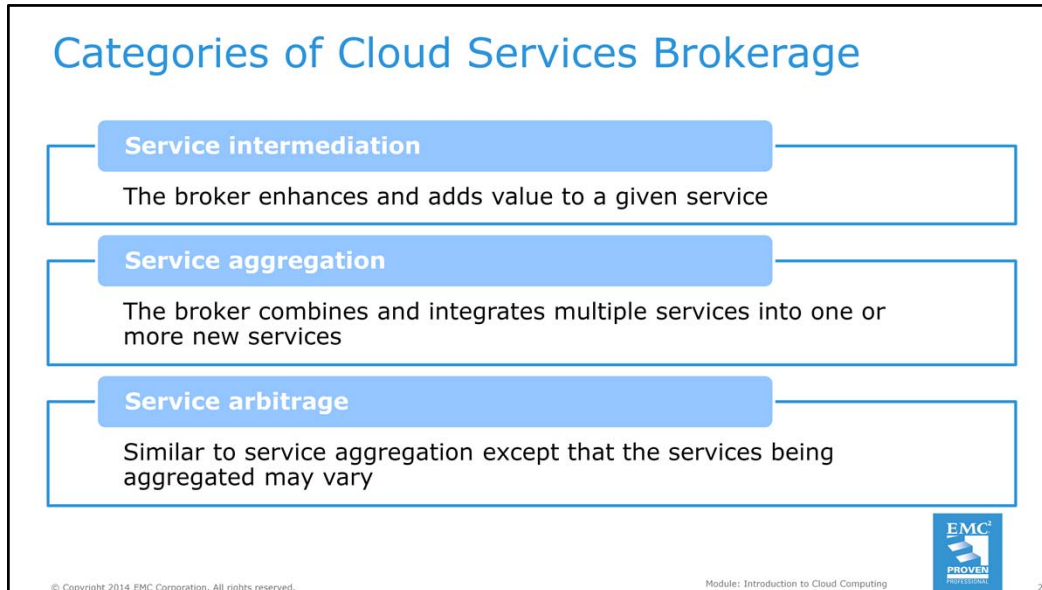 Categories of Cloud Services Brokerage
Service intermediation
The broker enhances and adds value to a given service
Service aggregation
The broker combines and integrates multiple services into one or
more new services
Service arbitrage
Similar to service aggregation except that the services being
aggregated may vary
EMC²
PROVEN
PROFESSIONAL
© Copyright 2014 EMC Corporation. All rights reserved.
Module: Introduction to Cloud Computing